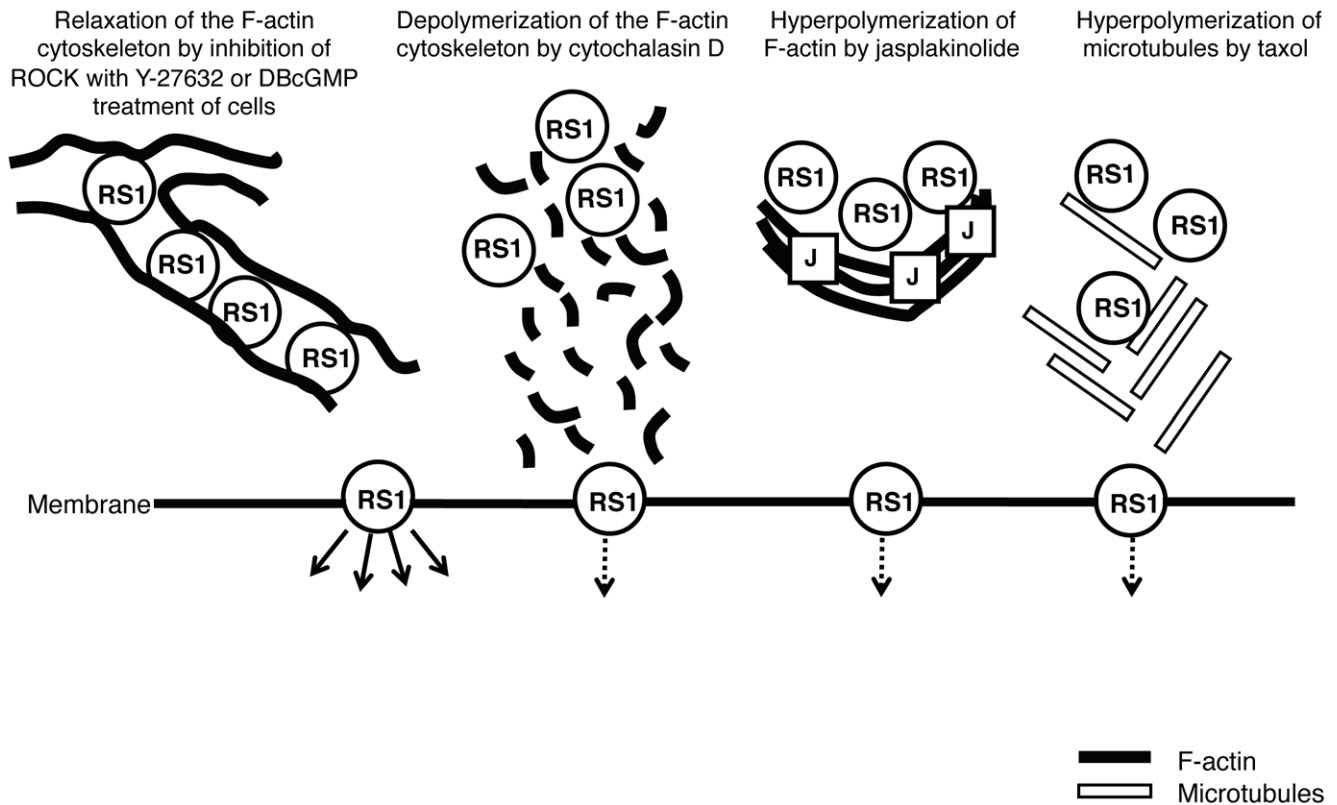 Relaxation of the F-actin
cytoskeleton by inhibition of
ROCK with Y-27632 or DBcGMP
treatment of cells
Depolymerization of the F-actin
cytoskeleton by cytochalasin D
Hyperpolymerization of
F-actin by jasplakinolide
Hyperpolymerization of
microtubules by taxol
RS1
RS1
RS1
RS1
RS1
RS1
RS1
RS1
RS1
RS1
J
J
J
RS1
RS1
RS1
Membrane
RS1
RS1
RS1
RS1
F-actin
Microtubules